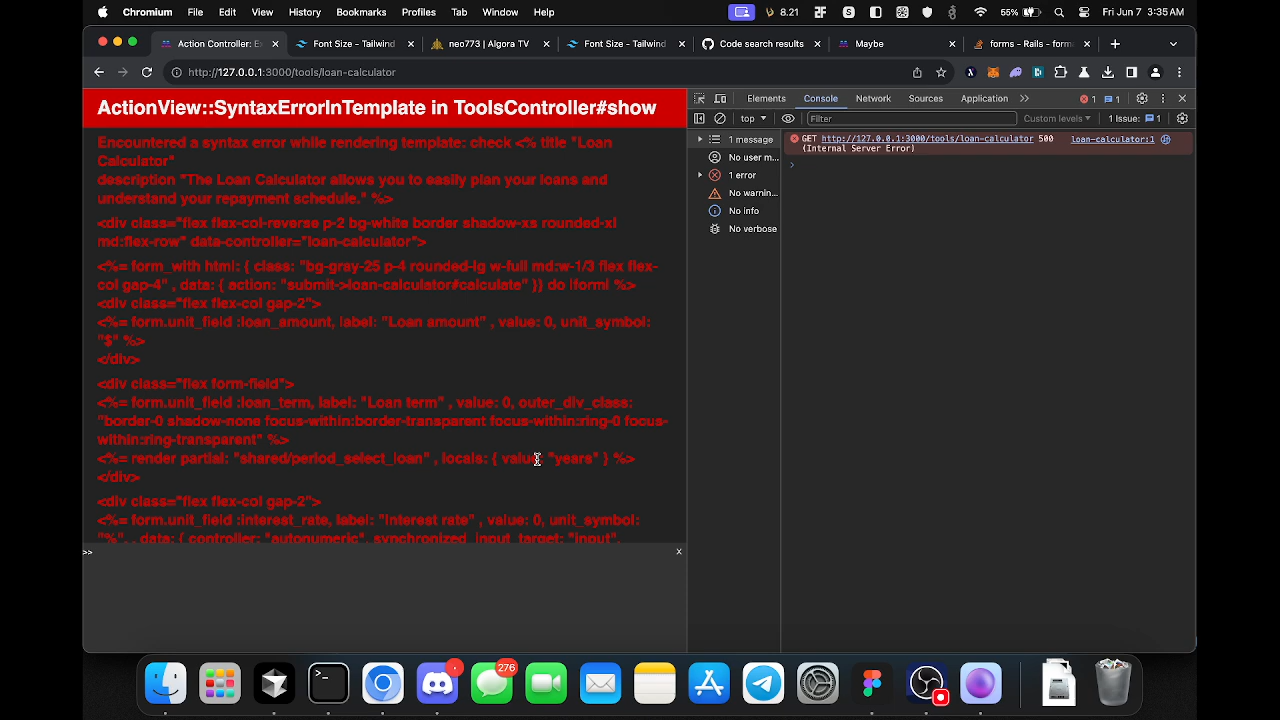 Chromium File Edit View History Bookmarks Profiles Tab Window Help 8.21 55% Fri Jun 7 3:35 AM
Action Controller: E Font Size - Tailwind neo773 | Algora TV Font Size - Tailwind Code search results Maybe forms - Rails - form
http://127.0.0.1:3000/tools/loan-calculator
ActionView::SyntaxErrorInTemplate in ToolsController#show
Encountered a syntax error while rendering template: check <% title "Loan
Calculator"
description "The Loan Calculator allows you to easily plan your loans and
understand your repayment schedule." %>
<div class="flex flex-col-reverse p-2 bg-white border shadow-xs rounded-xl
md:flex-row" data-controller="loan-calculator">
<%= form_with html: { class: "bg-gray-25 p-4 rounded-lg w-full md:w-1/3 flex flex-
col gap-4" , data: { action: "submit->loan-calculator#calculate" }} do |form| %>
<div class="flex flex-col gap-2">
<%= form.unit_field :loan_amount, label: "Loan amount" , value: 0, unit_symbol:
"$" %>
</div>
<div class="flex form-field">
<%= form.unit_field :loan_term, label: "Loan term" , value: 0, outer_div_class:
"border-0 shadow-none focus-within:border-transparent focus-within:ring-0 focus-
within:ring-transparent" %>
<%= render partial: "shared/period_select_loan" , locals: { value: "years" } %>
</div>
<div class="flex flex-col gap-2">
<%= form.unit_field :interest_rate, label: "Interest rate" , value: 0, unit_symbol:
"%", , data: { controller: "autonumeric", synchronized_input_target: "input",
>> x
Elements Console Network Sources Application 1 1
top Filter Custom levels 1 Issue: 1
1 message
No user m...
1 error
No warnin...
No info
No verbose
GET http://127.0.0.1:3000/tools/loan-calculator 500 loan-calculator:1
(Internal Server Error)
276